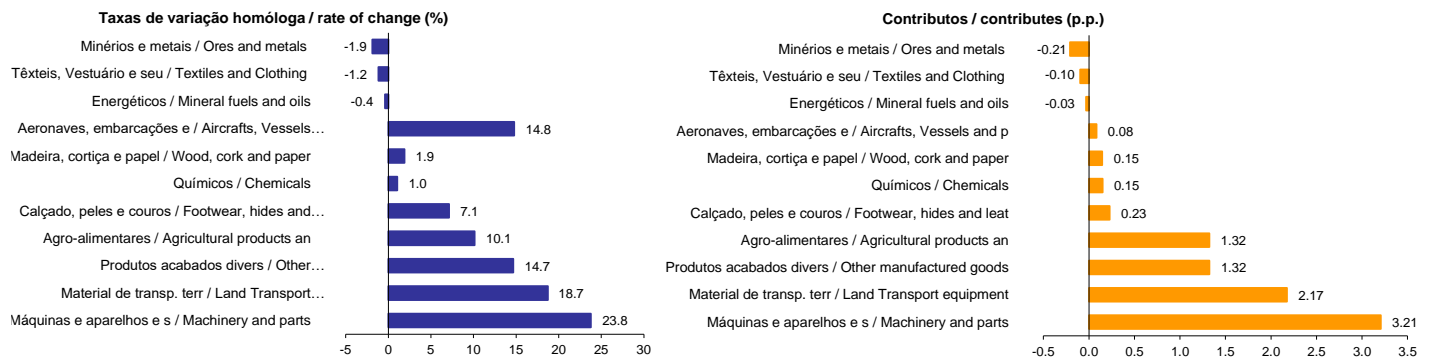 Taxas de variação homóloga / rate of change (%)
Minérios e metais / Ores and metals -1.9
Têxteis, Vestuário e seu / Textiles and Clothing -1.2
Energéticos / Mineral fuels and oils -0.4
Aeronaves, embarcações e / Aircrafts, Vessels… 14.8
Madeira, cortiça e papel / Wood, cork and paper 1.9
Químicos / Chemicals 1.0
Calçado, peles e couros / Footwear, hides and… 7.1
Agro-alimentares / Agricultural products an 10.1
Produtos acabados divers / Other… 14.7
Material de transp. terr / Land Transport… 18.7
Máquinas e aparelhos e s / Machinery and parts 23.8
-5 0 5 10 15 20 25 30
Contributos / contributes (p.p.)
Minérios e metais / Ores and metals -0.21
Têxteis, Vestuário e seu / Textiles and Clothing -0.10
Energéticos / Mineral fuels and oils -0.03
Aeronaves, embarcações e / Aircrafts, Vessels and p 0.08
Madeira, cortiça e papel / Wood, cork and paper 0.15
Químicos / Chemicals 0.15
Calçado, peles e couros / Footwear, hides and leat 0.23
Agro-alimentares / Agricultural products an 1.32
Produtos acabados divers / Other manufactured goods 1.32
Material de transp. terr / Land Transport equipment 2.17
Máquinas e aparelhos e s / Machinery and parts 3.21
-0.5 0.0 0.5 1.0 1.5 2.0 2.5 3.0 3.5